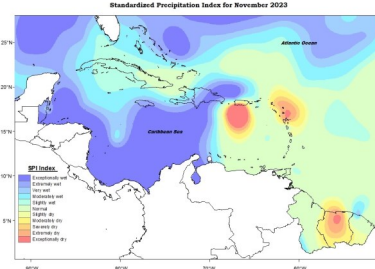 Standardized Precipitation Index for November 2023
25°N
Atlantic Ocean
20°N
15°N
Caribbean Sea
SPI Index
Exceptionally wet
Extremely wet
Very wet
Moderately wet
Slightly wet
Normal
Slightly dry
Moderately dry
Severely dry
Extremely dry
Exceptionally dry
10°N
5°N